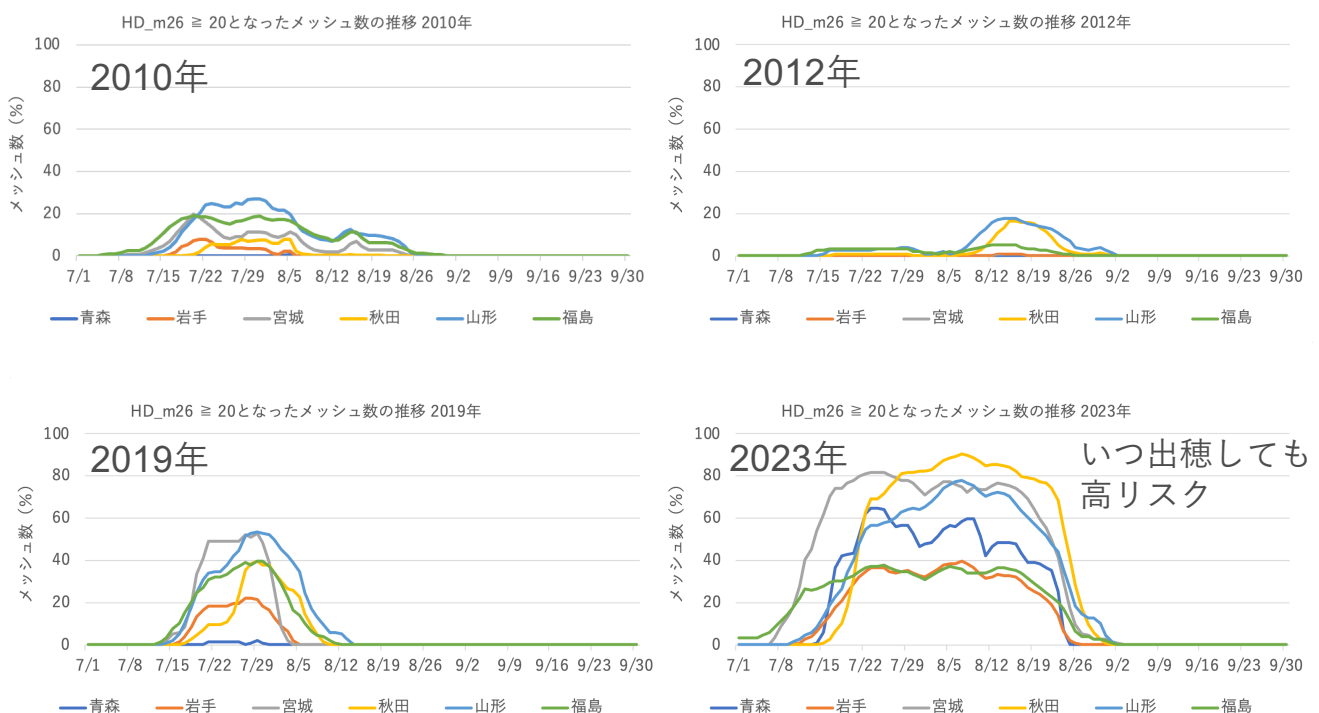 HD_m26 ≧ 20となったメッシュ数の推移 2010年
2010年
メッシュ数（%）
100
80
60
40
20
0
7/1 7/8 7/15 7/22 7/29 8/5 8/12 8/19 8/26 9/2 9/9 9/16 9/23 9/30
青森 岩手 宮城 秋田 山形 福島
HD_m26 ≧ 20となったメッシュ数の推移 2012年
2012年
メッシュ数（%）
100
80
60
40
20
0
7/1 7/8 7/15 7/22 7/29 8/5 8/12 8/19 8/26 9/2 9/9 9/16 9/23 9/30
青森 岩手 宮城 秋田 山形 福島
HD_m26 ≧ 20となったメッシュ数の推移 2019年
2019年
メッシュ数（%）
100
80
60
40
20
0
7/1 7/8 7/15 7/22 7/29 8/5 8/12 8/19 8/26 9/2 9/9 9/16 9/23 9/30
青森 岩手 宮城 秋田 山形 福島
HD_m26 ≧ 20となったメッシュ数の推移 2023年
2023年
いつ出穂しても
高リスク
メッシュ数（%）
100
80
60
40
20
0
7/1 7/8 7/15 7/22 7/29 8/5 8/12 8/19 8/26 9/2 9/9 9/16 9/23 9/30
青森 岩手 宮城 秋田 山形 福島